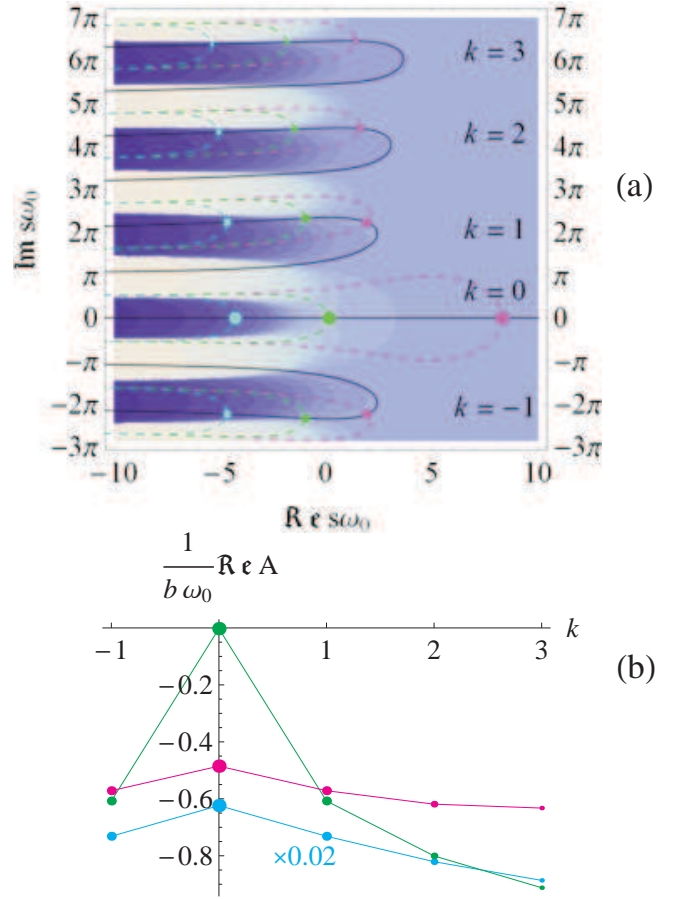 7π 7π
6π k = 3 6π
5π 5π
4π k = 2 4π
(a)
3π 3π
2π k = 1 2π
π π
k = 0
0 0
−π −π
−2π k = −1 −2π
−3π −3π
Im sω₀
−10 −5 0 5 10
Re sω₀
1/(b ω₀) Re A
−1 1 2 3 k
−0.2
(b)
−0.4
−0.6
−0.8
×0.02